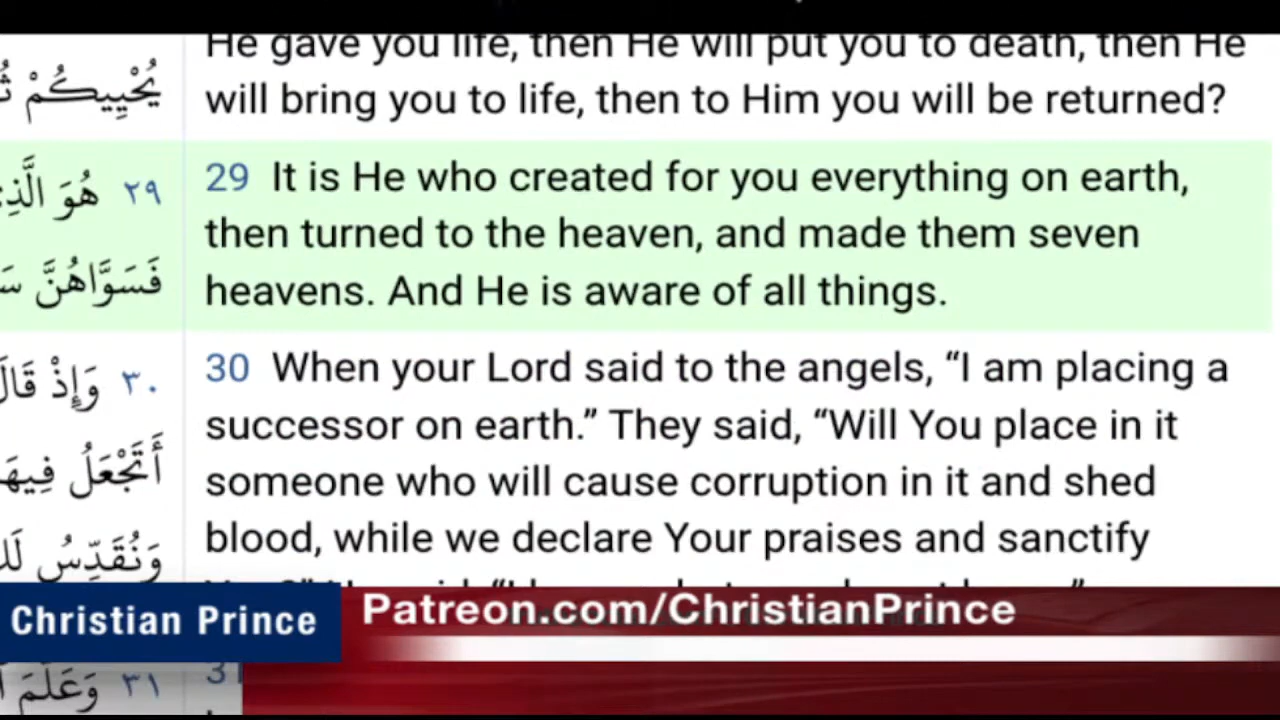 He gave you life, then He will put you to death, then He
will bring you to life, then to Him you will be returned?
يُحْيِيكُمْ
29 It is He who created for you everything on earth,
then turned to the heaven, and made them seven
heavens. And He is aware of all things.
٢٩ هُوَ
فَسَوَّاهُنَّ
30 When your Lord said to the angels, “I am placing a
successor on earth.” They said, “Will You place in it
someone who will cause corruption in it and shed
blood, while we declare Your praises and sanctify
٣٠ وَإِذْ
أَتَجْعَلُ
وَنُقَدِّسُ
Christian Prince
Patreon.com/ChristianPrince
٣١ وَعَلَّمَ